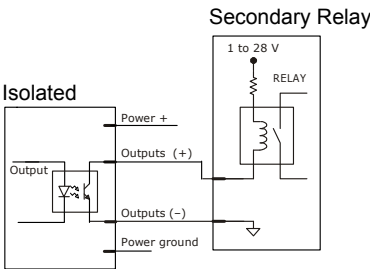 Secondary Relay
1 to 28 V
RELAY
Isolated
Power +
Outputs (+)
Output
Outputs (–)
Power ground